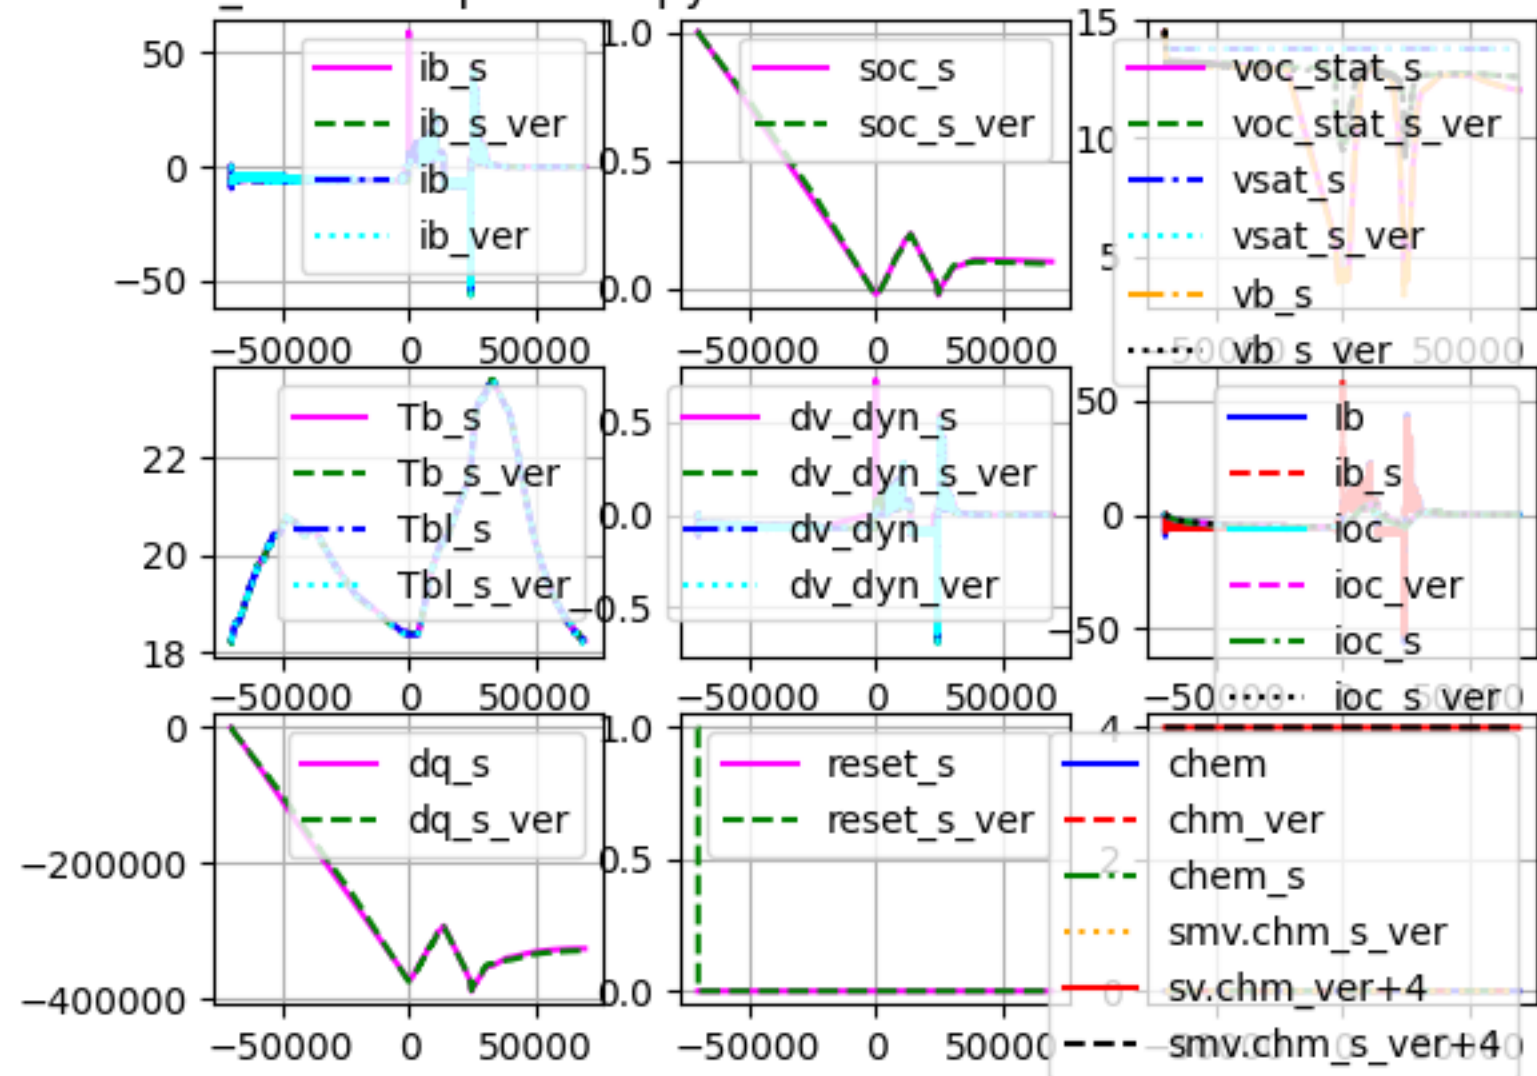 50
0
−50
ib_s
ib_s_ver
ib
ib_ver
−50000
0
50000
1.0
0.5
0.0
soc_s
soc_s_ver
−50000
0
50000
15
10
5
voc_stat_s
voc_stat_s_ver
vsat_s
vsat_s_ver
vb_s
vb_s_ver
50000
22
20
18
Tb_s
Tb_s_ver
Tbl_s
Tbl_s_ver
−50000
0
50000
0.5
0.0
−0.5
dv_dyn_s
dv_dyn_s_ver
dv_dyn
dv_dyn_ver
−50000
0
50000
50
0
−50
Ib
ib_s
ioc
ioc_ver
ioc_s
ioc_s_ver
0
−200000
−400000
dq_s
dq_s_ver
−50000
0
50000
1.0
0.5
0.0
reset_s
reset_s_ver
−50000
0
50000
4
2
0
chem
chm_ver
chem_s
smv.chm_s_ver
sv.chm_ver+4
smv.chm_s_ver+4